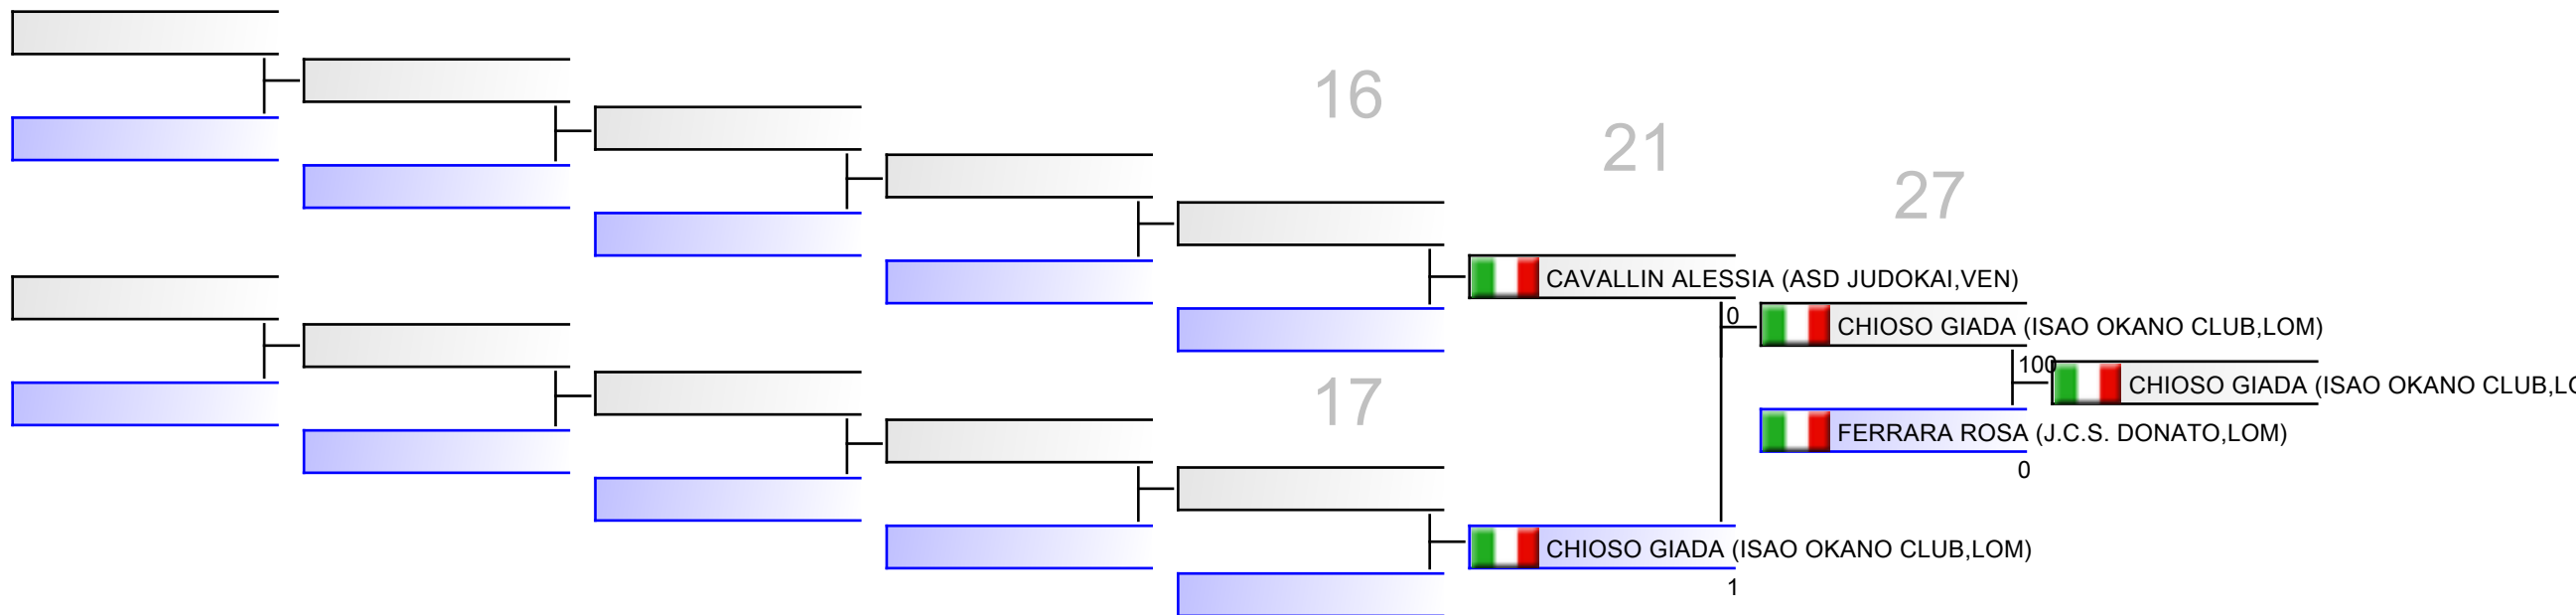 16
21
27
CAVALLIN ALESSIA (ASD JUDOKAI,VEN)
0
CHIOSO GIADA (ISAO OKANO CLUB,LOM)
100
CHIOSO GIADA (ISAO OKANO CLUB,LO
17
FERRARA ROSA (J.C.S. DONATO,LOM)
0
CHIOSO GIADA (ISAO OKANO CLUB,LOM)
1